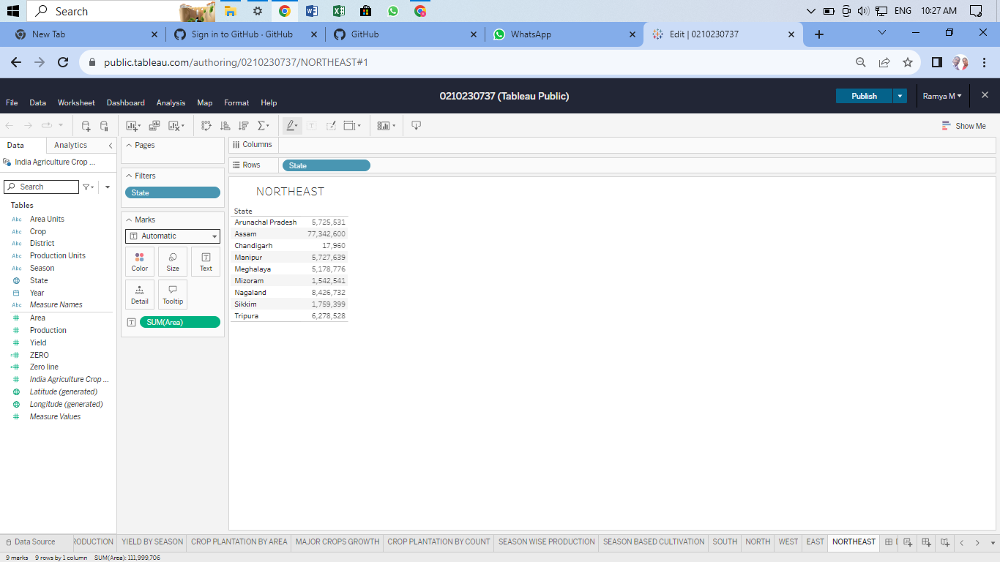 Search
ENG 10:27 AM
New Tab
Sign in to GitHub · GitHub
GitHub
WhatsApp
Edit | 0210230737
public.tableau.com/authoring/0210230737/NORTHEAST#1
0210230737 (Tableau Public)
Publish
Ramya M
File Data Worksheet Dashboard Analysis Map Format Help
Show Me
Data Analytics
India Agriculture Crop ...
Search
Tables
Abc Area Units
Abc Crop
Abc District
Abc Production Units
Abc Season
State
Year
Abc Measure Names
# Area
# Production
# Yield
=# ZERO
=# Zero line
# India Agriculture Crop ...
Latitude (generated)
Longitude (generated)
# Measure Values
Pages
Filters
State
Marks
T Automatic
Color Size Text
Detail Tooltip
T SUM(Area)
Columns
Rows State
NORTHEAST
State
Arunachal Pradesh 5,725,531
Assam 77,342,600
Chandigarh 17,960
Manipur 5,727,639
Meghalaya 5,178,776
Mizoram 1,542,541
Nagaland 8,426,732
Sikkim 1,759,399
Tripura 6,278,528
Data Source RODUCTION YIELD BY SEASON CROP PLANTATION BY AREA MAJOR CROPS GROWTH CROP PLANTATION BY COUNT SEASON WISE PRODUCTION SEASON BASED CULTIVATION SOUTH NORTH WEST EAST NORTHEAST
9 marks 9 rows by 1 column SUM(Area): 111,999,706